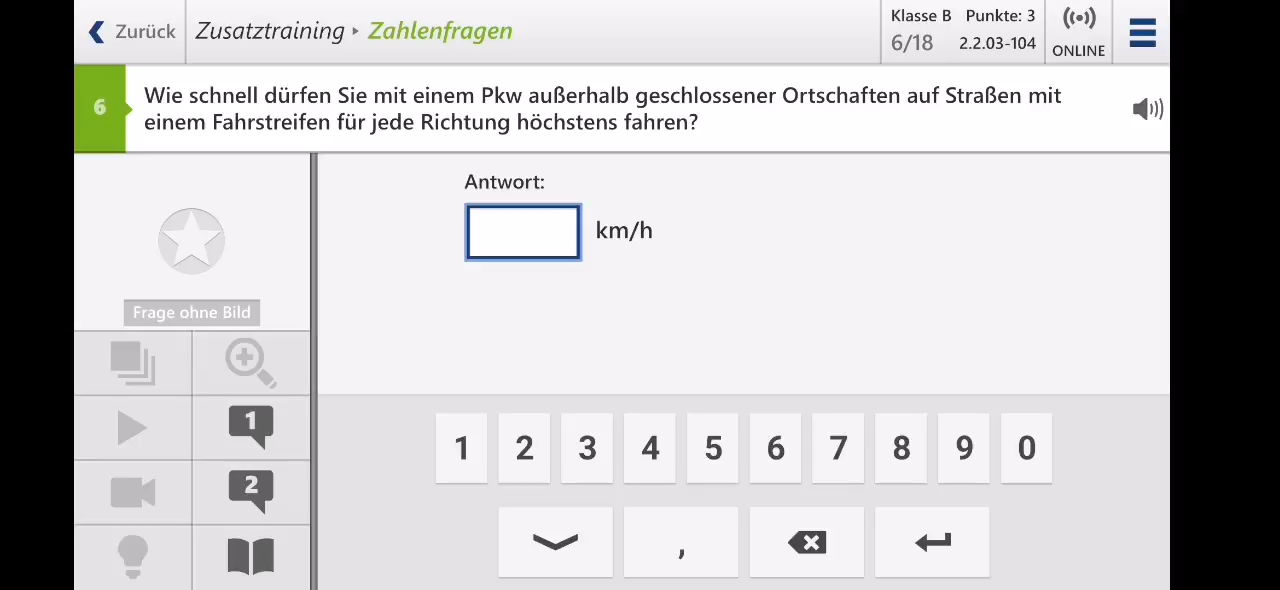 Zurück
Zusatztraining ▸ Zahlenfragen
Klasse B Punkte: 3
6/18 2.2.03-104
ONLINE
6
Wie schnell dürfen Sie mit einem Pkw außerhalb geschlossener Ortschaften auf Straßen mit
einem Fahrstreifen für jede Richtung höchstens fahren?
Antwort:
km/h
Frage ohne Bild
1
2
1 2 3 4 5 6 7 8 9 0
,